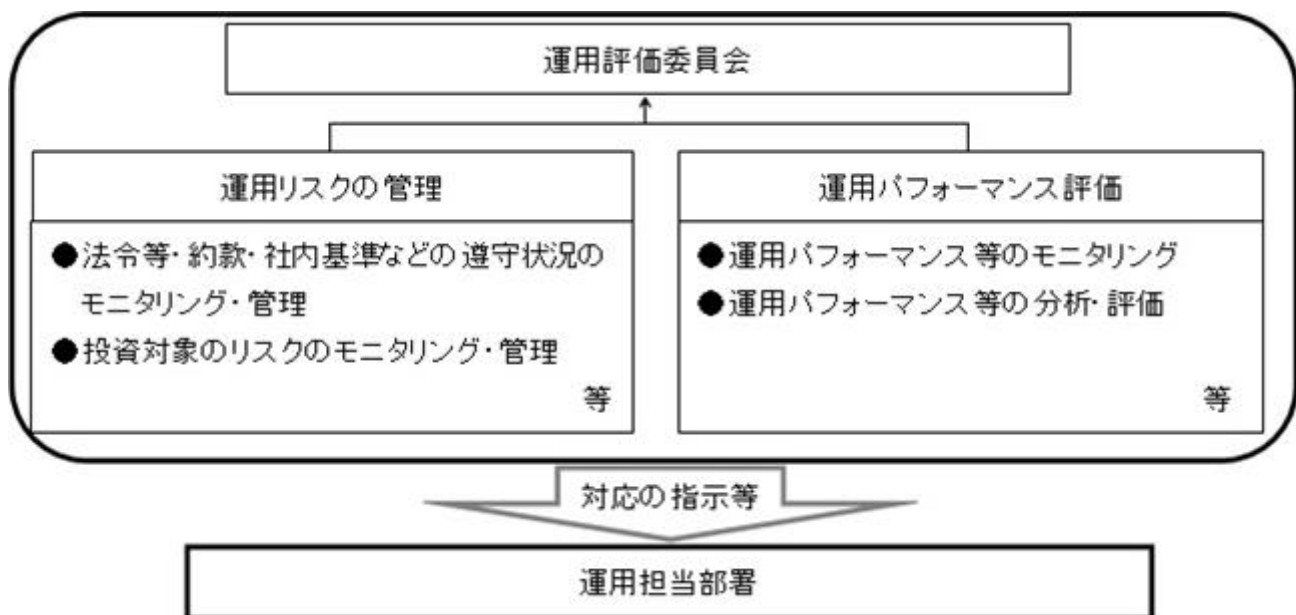 運用評価委員会
運用リスクの管理
●法令等・約款・社内基準などの遵守状況の
モニタリング・管理
●投資対象のリスクのモニタリング・管理
等
運用パフォーマンス評価
●運用パフォーマンス等のモニタリング
●運用パフォーマンス等の分析・評価
等
対応の指示等
運用担当部署